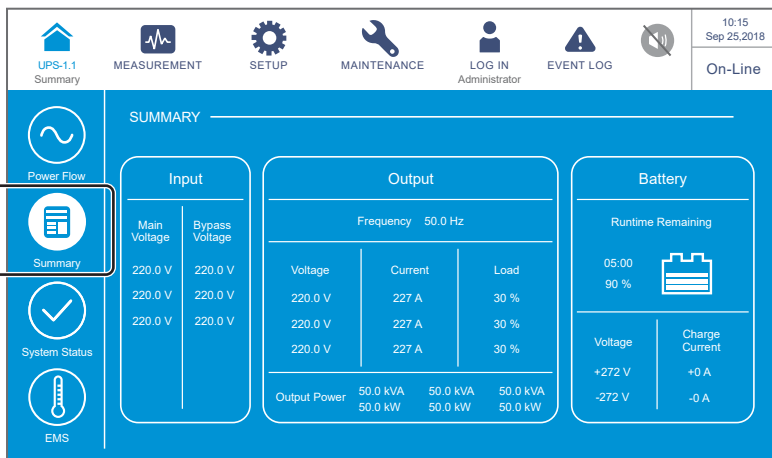 UPS-1.1
Summary
MEASUREMENT
SETUP
MAINTENANCE
LOG IN
Administrator
EVENT LOG
10:15
Sep 25,2018
On-Line
Power Flow
Summary
System Status
EMS
SUMMARY
Input
Main Voltage
Bypass Voltage
220.0 V 220.0 V
220.0 V 220.0 V
220.0 V 220.0 V
Output
Frequency 50.0 Hz
Voltage Current Load
220.0 V 227 A 30 %
220.0 V 227 A 30 %
220.0 V 227 A 30 %
Output Power 50.0 kVA 50.0 kVA 50.0 kVA
50.0 kW 50.0 kW 50.0 kW
Battery
Runtime Remaining
05:00
90 %
Voltage
Charge Current
+272 V +0 A
-272 V -0 A